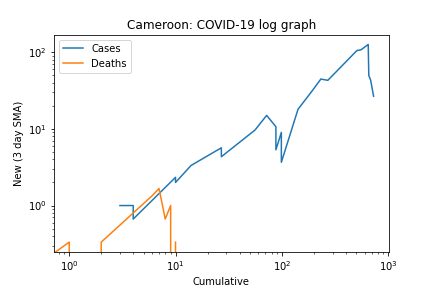 Cameroon: COVID-19 log graph
Cases
Deaths
10²
10¹
10⁰
New (3 day SMA)
10⁰ 10¹ 10² 10³
Cumulative